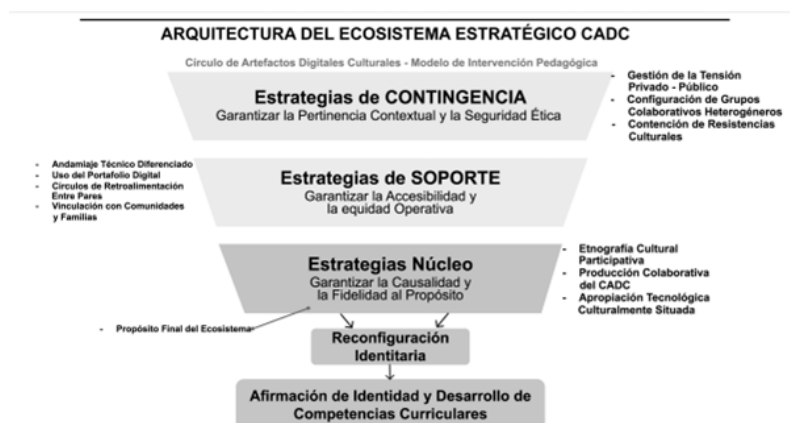 ARQUITECTURA DEL ECOSISTEMA ESTRATÉGICO CADC
Círculo de Artefactos Digitales Culturales - Modelo de Intervención Pedagógica
Estrategias de CONTINGENCIA
Garantizar la Pertinencia Contextual y la Seguridad Ética
- Gestión de la Tensión
Privado - Público
- Configuración de Grupos
Colaborativos Heterogéneros
- Contención de Resistencias
Culturales
- Andamiaje Técnico Diferenciado
- Uso del Portafolio Digital
- Círculos de Retroalimentación
Entre Pares
- Vinculación con Comunidades
y Familias
Estrategias de SOPORTE
Garantizar la Accesibilidad y
la equidad Operativa
Estrategias Núcleo
Garantizar la Causalidad y
la Fidelidad al Propósito
- Etnografía Cultural
Participativa
- Producción Colaborativa
del CADC
- Apropiación Tecnológica
Culturalmente Situada
- Propósito Final del Ecosistema
Reconfiguración
Identitaria
Afirmación de Identidad y Desarrollo de
Competencias Curriculares